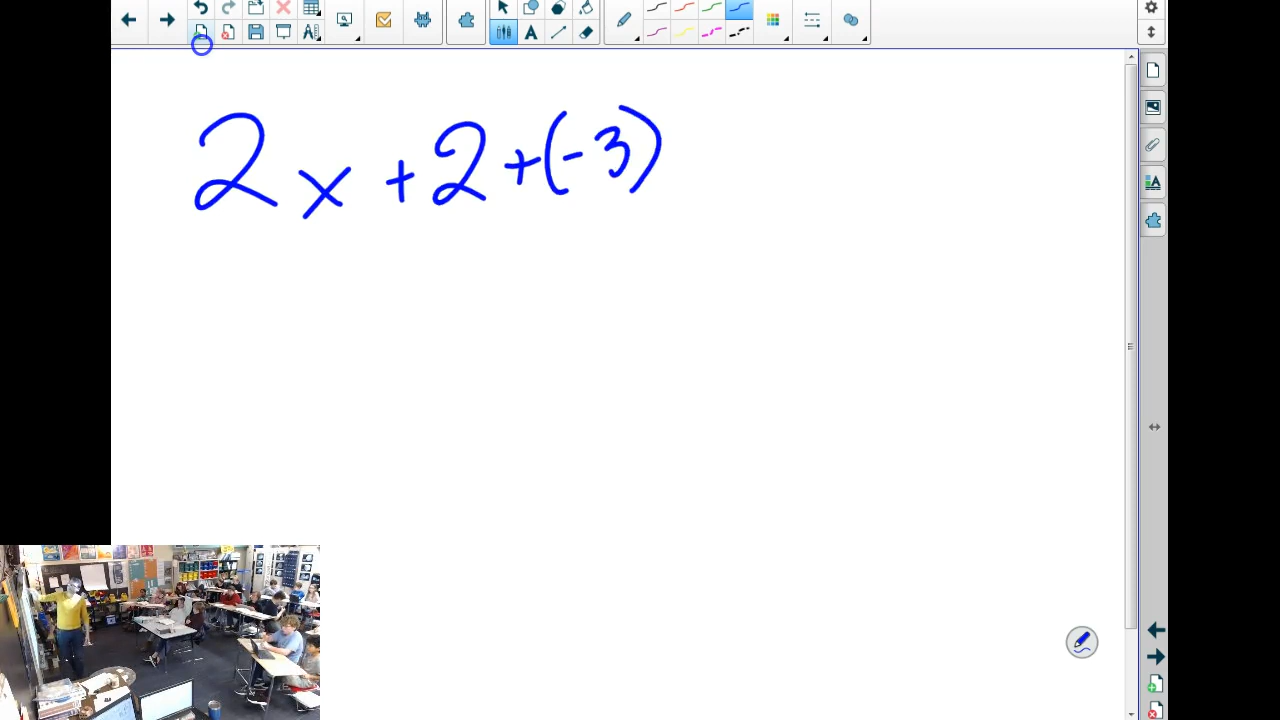 2x + 2 + (-3)